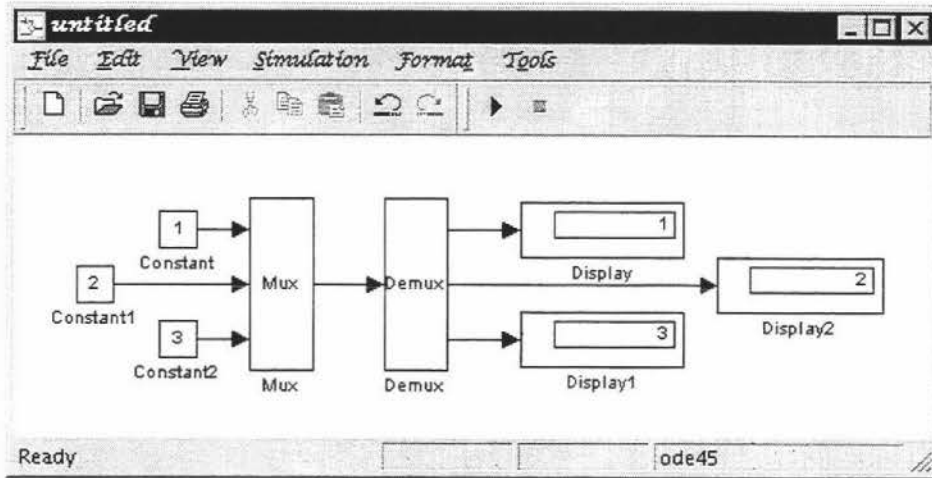 untitled
File Edit View Simulation Format Tools
1
Constant
2
Constant1
3
Constant2
Mux
Mux
Demux
Demux
1
Display
2
Display2
3
Display1
Ready ode45